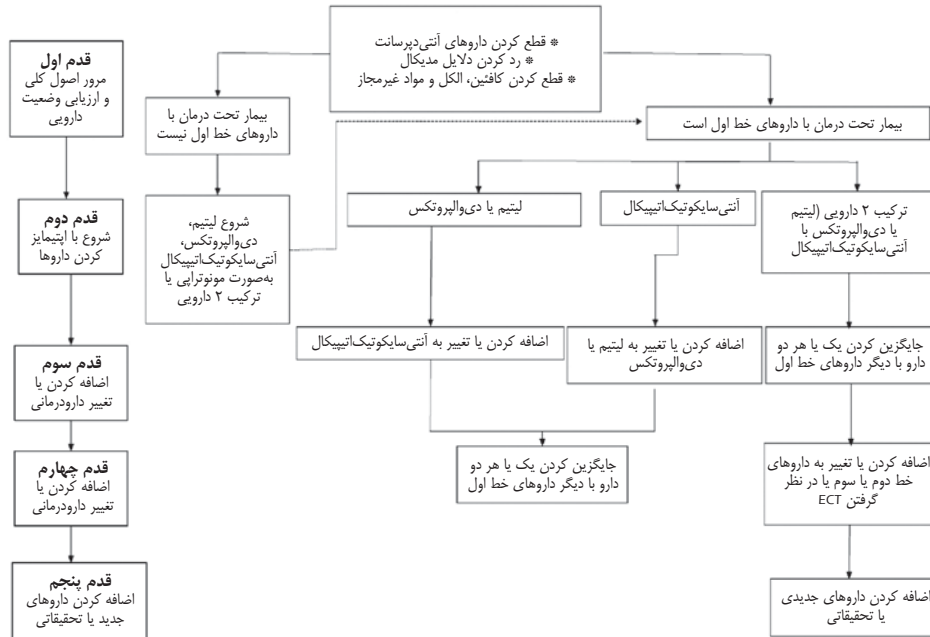 * قطع کردن داروهای آنتی‌دپرسانت
* رد کردن دلایل مدیکال
* قطع کردن کافئین، الکل و مواد غیرمجاز
قدم اول
مرور اصول کلی
و ارزیابی وضعیت
دارویی
بیمار تحت درمان با
داروهای خط اول نیست
بیمار تحت درمان با داروهای خط اول است
قدم دوم
شروع با اپتیمایز
کردن داروها
شروع لیتیم،
دی‌والپروتکس،
آنتی‌سایکوتیک‌اتیپیکال
به‌صورت مونوتراپی یا
ترکیب ۲ دارویی
لیتیم یا دی‌والپروتکس
آنتی‌سایکوتیک‌اتیپیکال
ترکیب ۲ دارویی (لیتیم
یا دی‌والپروتکس با
آنتی‌سایکوتیک‌اتیپیکال
قدم سوم
اضافه کردن یا
تغییر دارودرمانی
اضافه کردن یا تغییر به آنتی‌سایکوتیک‌اتیپیکال
اضافه کردن یا تغییر به لیتیم یا
دی‌والپروتکس
جایگزین کردن یک یا هر دو
دارو با دیگر داروهای خط اول
قدم چهارم
اضافه کردن یا
تغییر دارودرمانی
جایگزین کردن یک یا هر دو
دارو با دیگر داروهای خط اول
اضافه کردن یا تغییر به داروهای
خط دوم یا سوم یا در نظر
گرفتن ECT
قدم پنجم
اضافه کردن داروهای
جدید یا تحقیقاتی
اضافه کردن داروهای جدیدی
یا تحقیقاتی